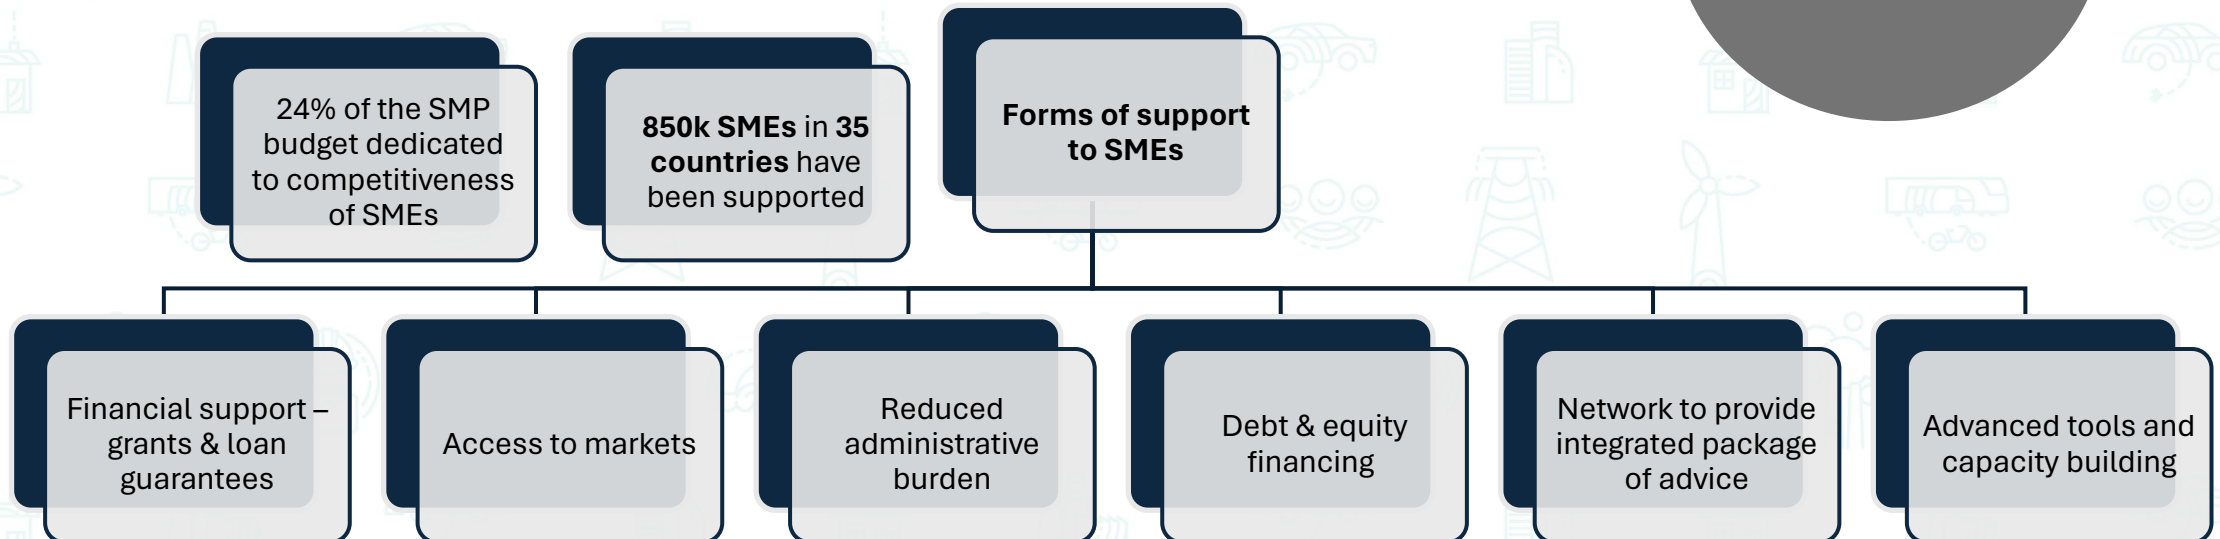 24% of the SMP
budget dedicated
to competitiveness
of SMEs
850k SMEs in 35
countries have
been supported
Forms of support
to SMEs
Financial support –
grants & loan
guarantees
Access to markets
Reduced
administrative
burden
Debt & equity
financing
Network to provide
integrated package
of advice
Advanced tools and
capacity building